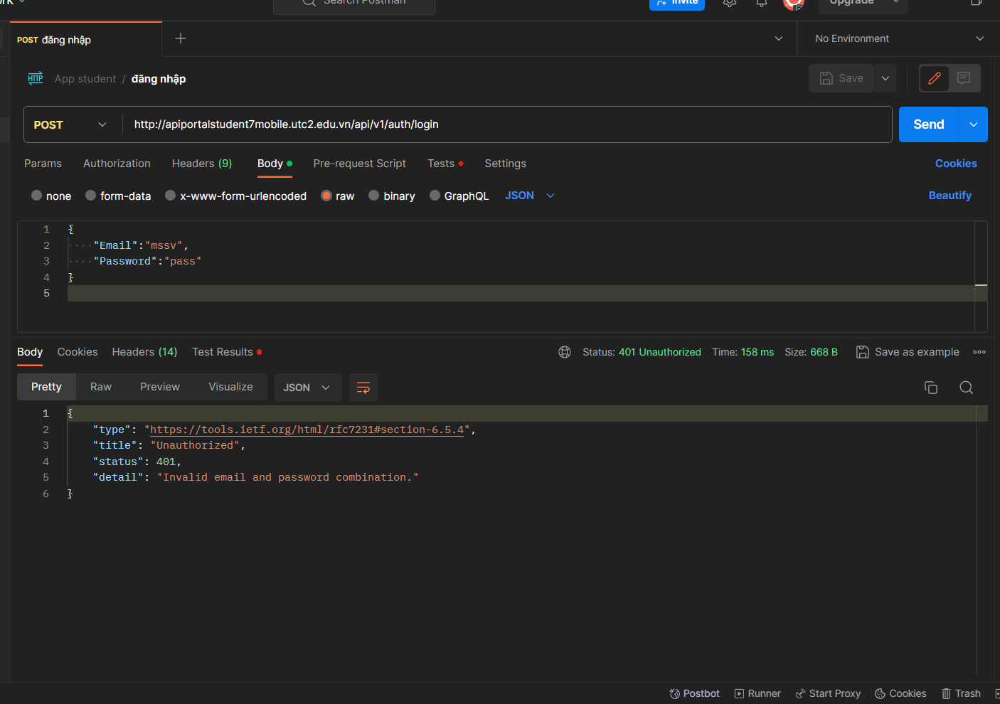 Search Postman
Invite
Upgrade
POST đăng nhập
No Environment
HTTP App student / đăng nhập
Save
POST http://apiportalstudent7mobile.utc2.edu.vn/api/v1/auth/login
Send
Params Authorization Headers (9) Body Pre-request Script Tests Settings Cookies
none form-data x-www-form-urlencoded raw binary GraphQL JSON Beautify
1 {
2 "Email":"mssv",
3 "Password":"pass"
4 }
5
Body Cookies Headers (14) Test Results Status: 401 Unauthorized Time: 158 ms Size: 668 B Save as example
Pretty Raw Preview Visualize JSON
1 {
2 "type": "https://tools.ietf.org/html/rfc7231#section-6.5.4",
3 "title": "Unauthorized",
4 "status": 401,
5 "detail": "Invalid email and password combination."
6 }
Postbot Runner Start Proxy Cookies Trash